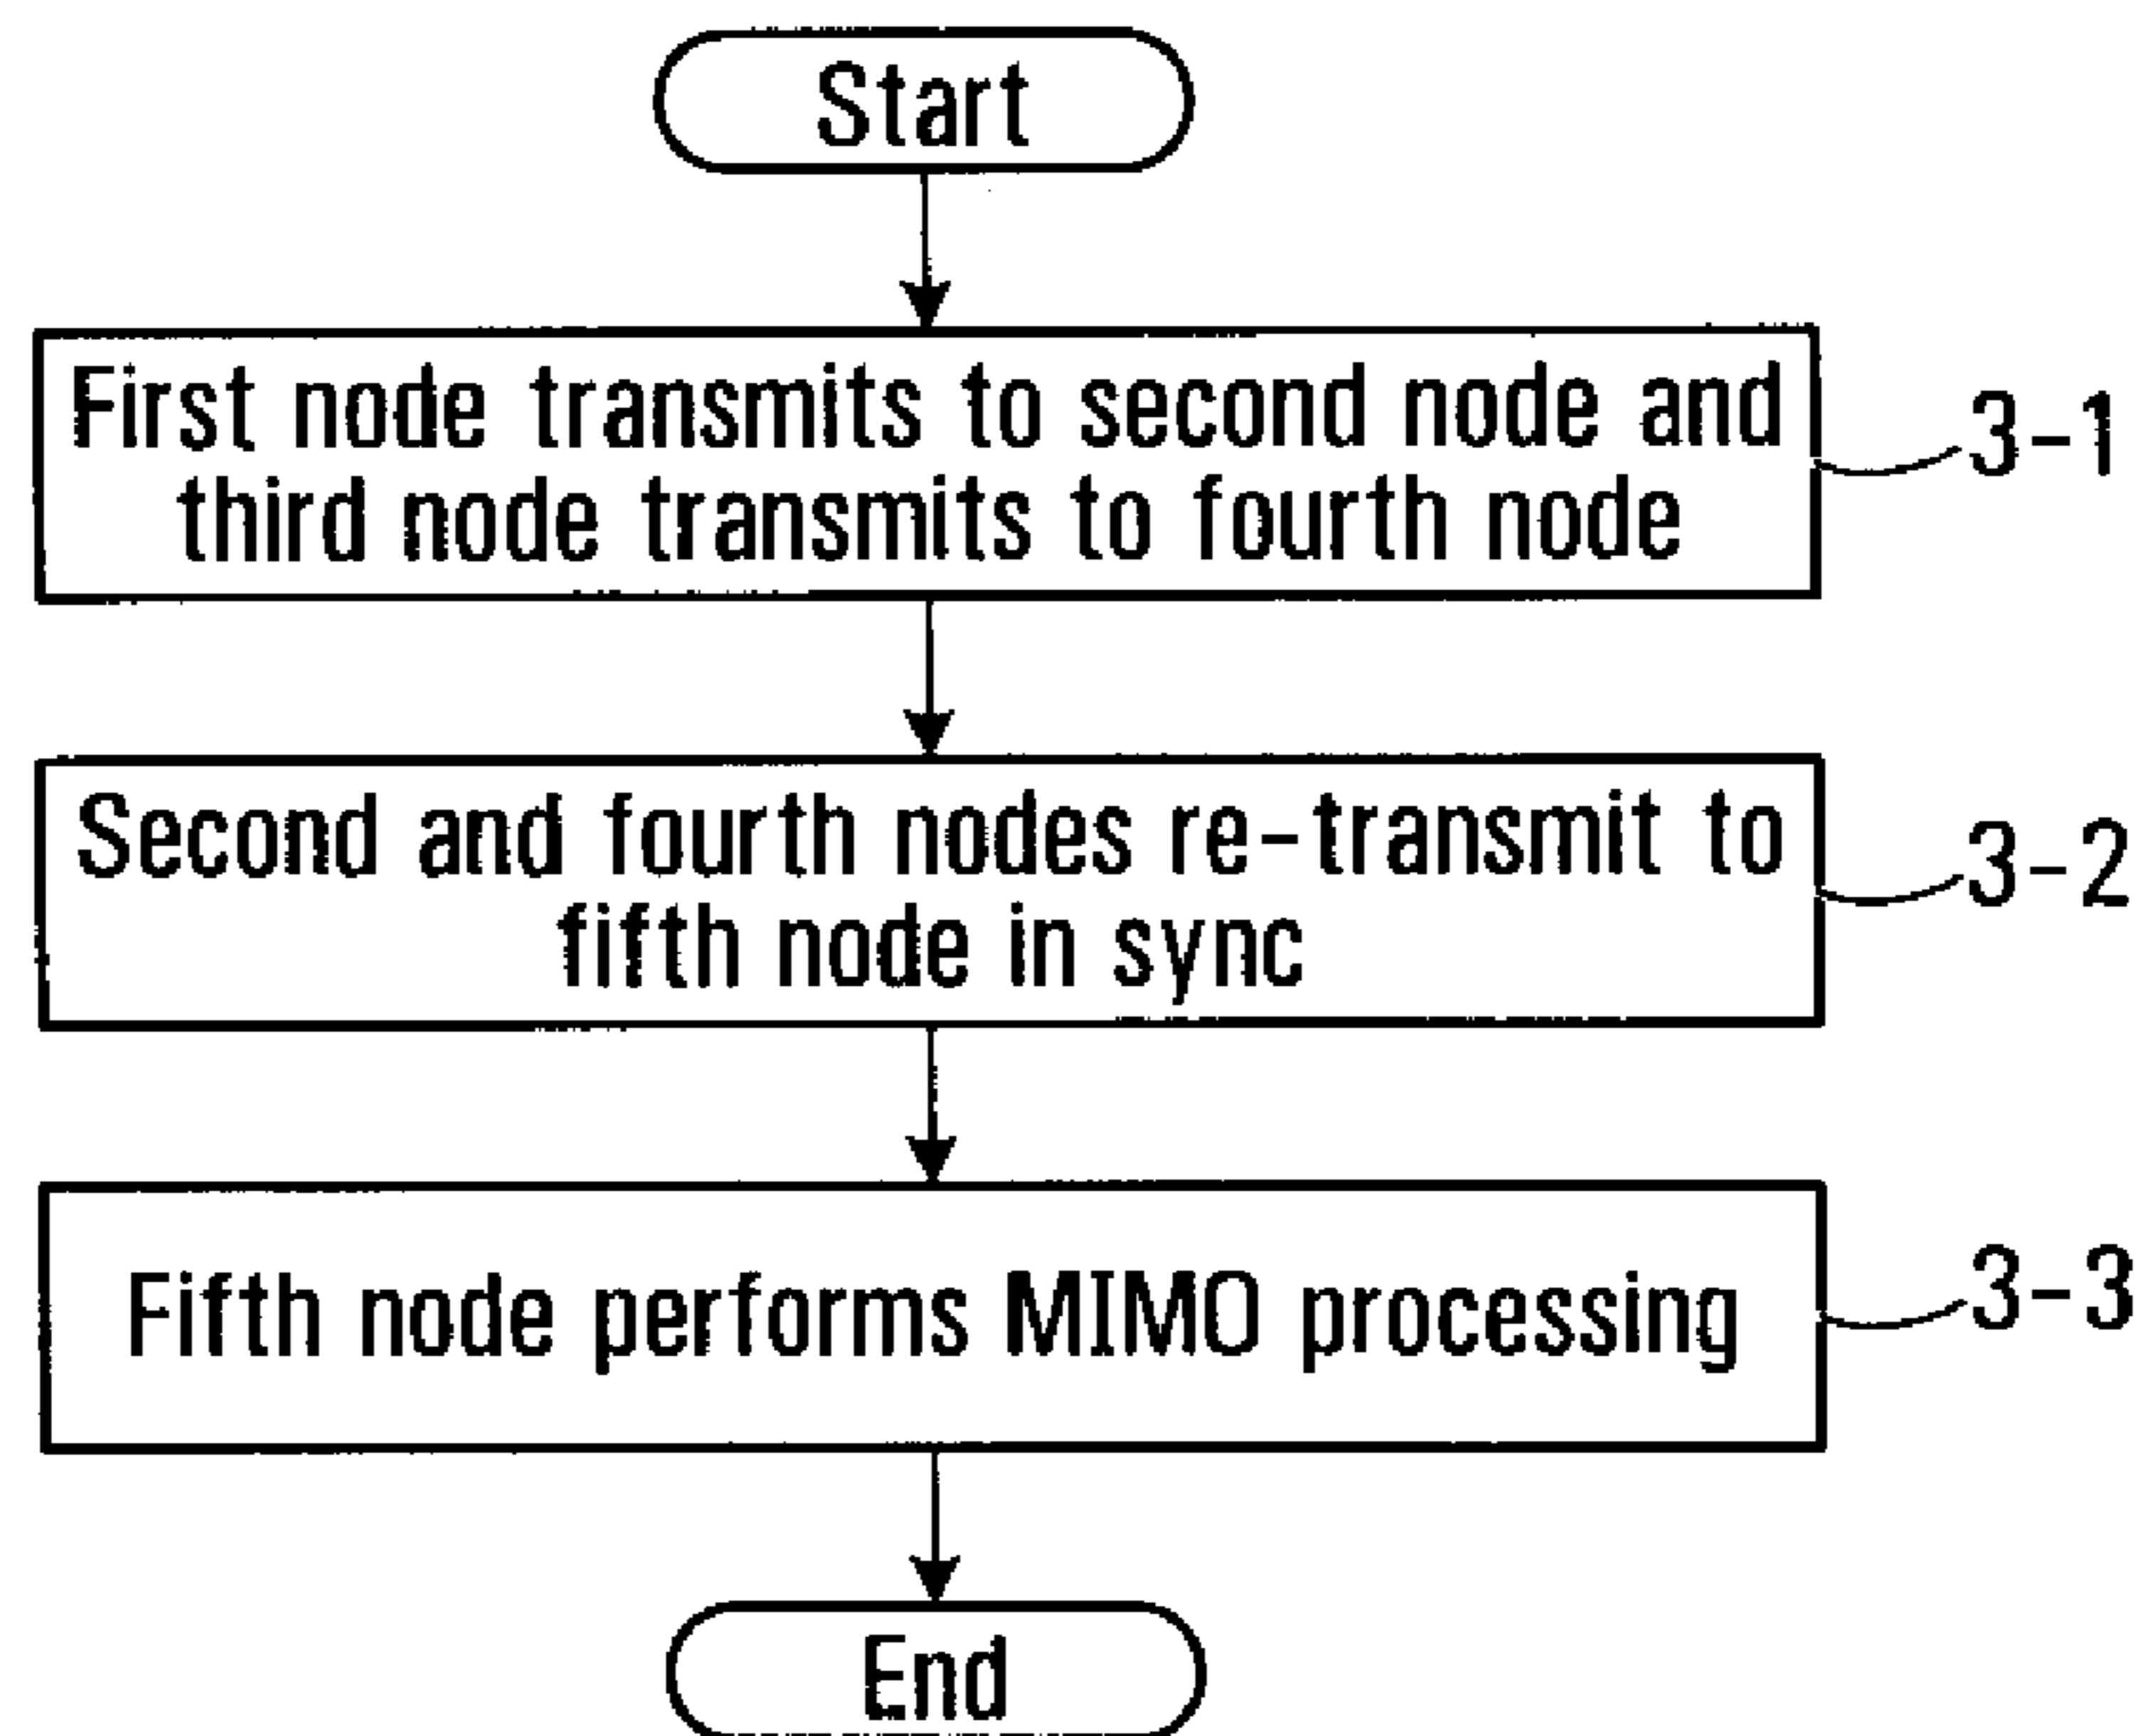 Start
First node transmits to second node and
third node transmits to fourth node
3-1
Second and fourth nodes re-transmit to
fifth node in sync
3-2
Fifth node performs MIMO processing
3-3
End